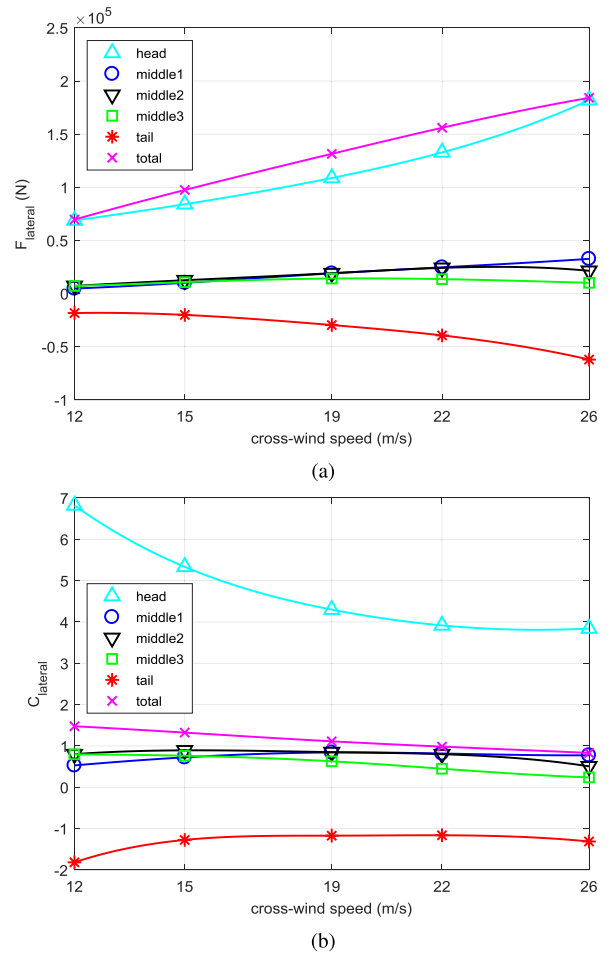 ×10^5
2.5
2
1.5
1
0.5
0
-0.5
-1
F_lateral (N)
head
middle1
middle2
middle3
tail
total
12 15 19 22 26
cross-wind speed (m/s)
(a)
7
6
5
4
3
2
1
0
-1
-2
C_lateral
head
middle1
middle2
middle3
tail
total
12 15 19 22 26
cross-wind speed (m/s)
(b)